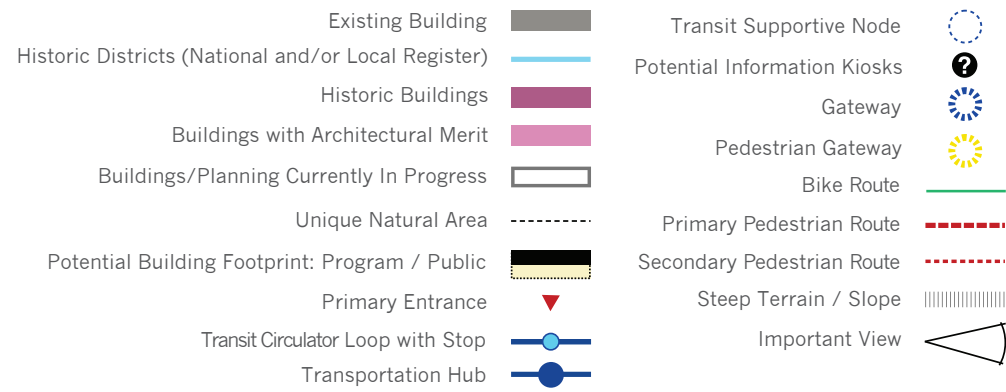 Existing Building
Historic Districts (National and/or Local Register)
Historic Buildings
Buildings with Architectural Merit
Buildings/Planning Currently In Progress
Unique Natural Area
Potential Building Footprint: Program / Public
Primary Entrance
Transit Circulator Loop with Stop
Transportation Hub
Transit Supportive Node
Potential Information Kiosks
?
Gateway
Pedestrian Gateway
Bike Route
Primary Pedestrian Route
Secondary Pedestrian Route
Steep Terrain / Slope
Important View